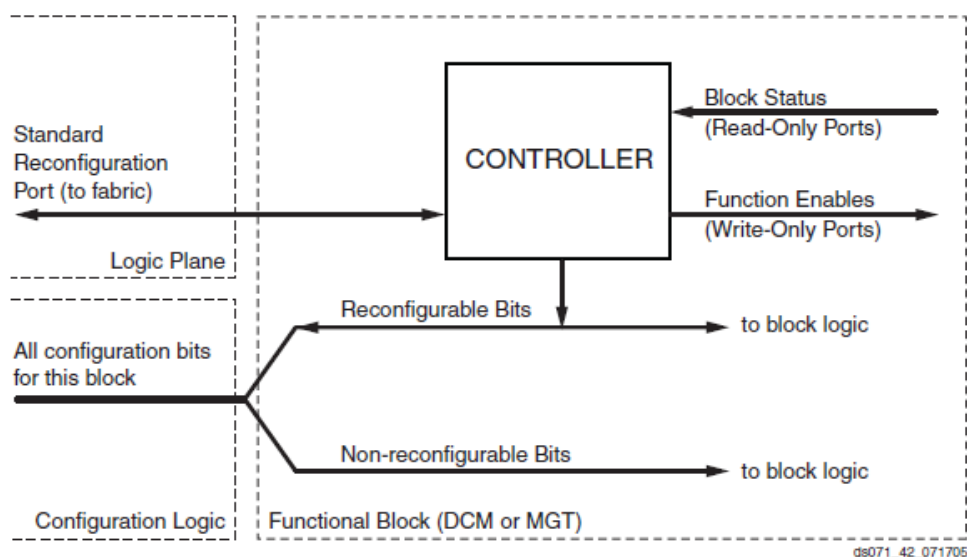 Standard
Reconfiguration
Port (to fabric)
Logic Plane
CONTROLLER
Block Status
(Read-Only Ports)
Function Enables
(Write-Only Ports)
All configuration bits
for this block
Configuration Logic
Reconfigurable Bits
to block logic
Non-reconfigurable Bits
to block logic
Functional Block (DCM or MGT)
ds071_42_071705